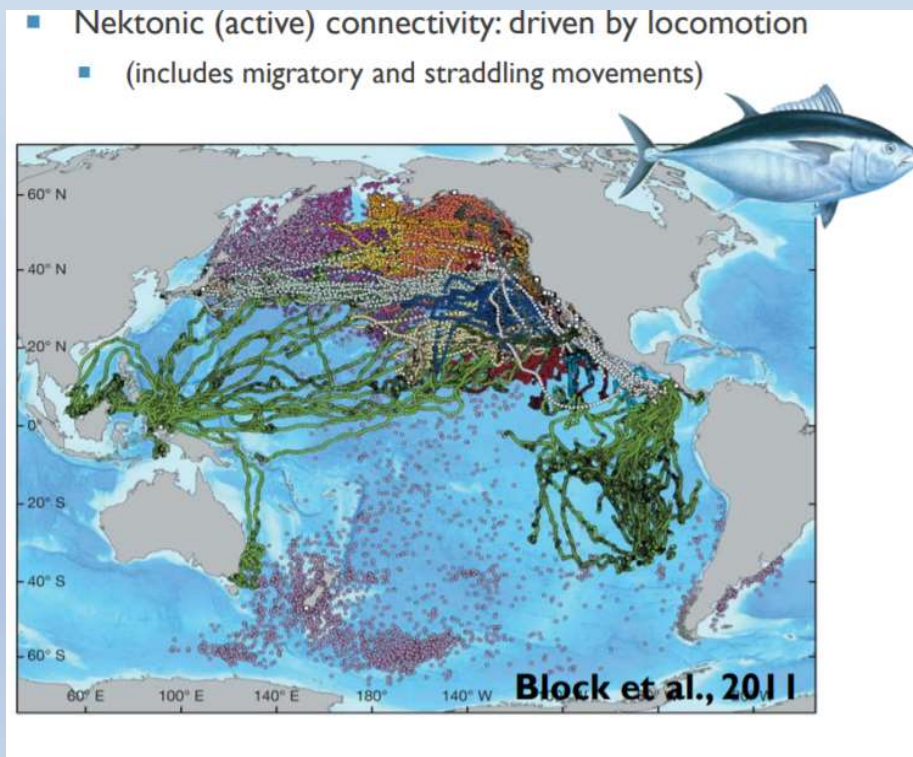 Nektonic (active) connectivity: driven by locomotion
(includes migratory and straddling movements)
60° N
40° N
20° N
0°
20° S
40° S
60° S
60° E 100° E 140° E 180° 140° W
Block et al., 2011